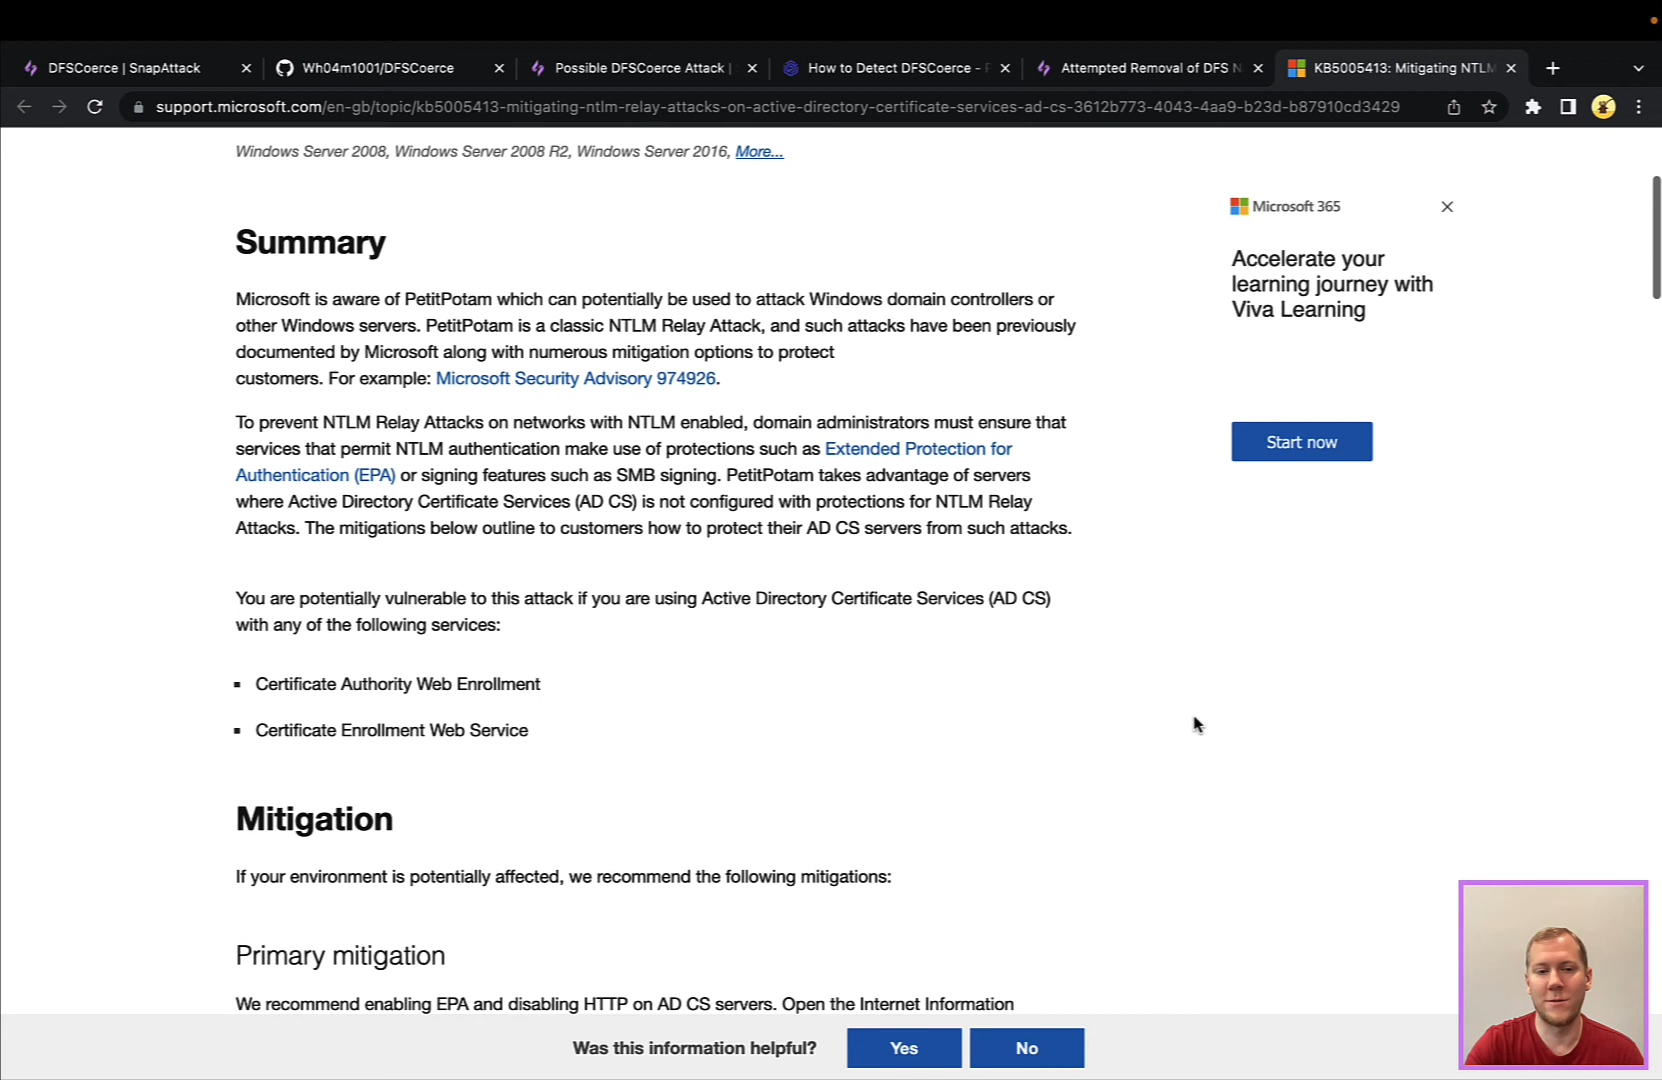 DFSCoerce | SnapAttack
Wh04m1001/DFSCoerce
Possible DFSCoerce Attack |
How to Detect DFSCoerce -
Attempted Removal of DFS N
KB5005413: Mitigating NTLM
support.microsoft.com/en-gb/topic/kb5005413-mitigating-ntlm-relay-attacks-on-active-directory-certificate-services-ad-cs-3612b773-4043-4aa9-b23d-b87910cd3429
Windows Server 2008, Windows Server 2008 R2, Windows Server 2016, More...
Microsoft 365
Accelerate your
learning journey with
Viva Learning
Start now
Summary
Microsoft is aware of PetitPotam which can potentially be used to attack Windows domain controllers or
other Windows servers. PetitPotam is a classic NTLM Relay Attack, and such attacks have been previously
documented by Microsoft along with numerous mitigation options to protect
customers. For example: Microsoft Security Advisory 974926.
To prevent NTLM Relay Attacks on networks with NTLM enabled, domain administrators must ensure that
services that permit NTLM authentication make use of protections such as Extended Protection for
Authentication (EPA) or signing features such as SMB signing. PetitPotam takes advantage of servers
where Active Directory Certificate Services (AD CS) is not configured with protections for NTLM Relay
Attacks. The mitigations below outline to customers how to protect their AD CS servers from such attacks.
You are potentially vulnerable to this attack if you are using Active Directory Certificate Services (AD CS)
with any of the following services:
Certificate Authority Web Enrollment
Certificate Enrollment Web Service
Mitigation
If your environment is potentially affected, we recommend the following mitigations:
Primary mitigation
We recommend enabling EPA and disabling HTTP on AD CS servers. Open the Internet Information
Was this information helpful?
Yes
No